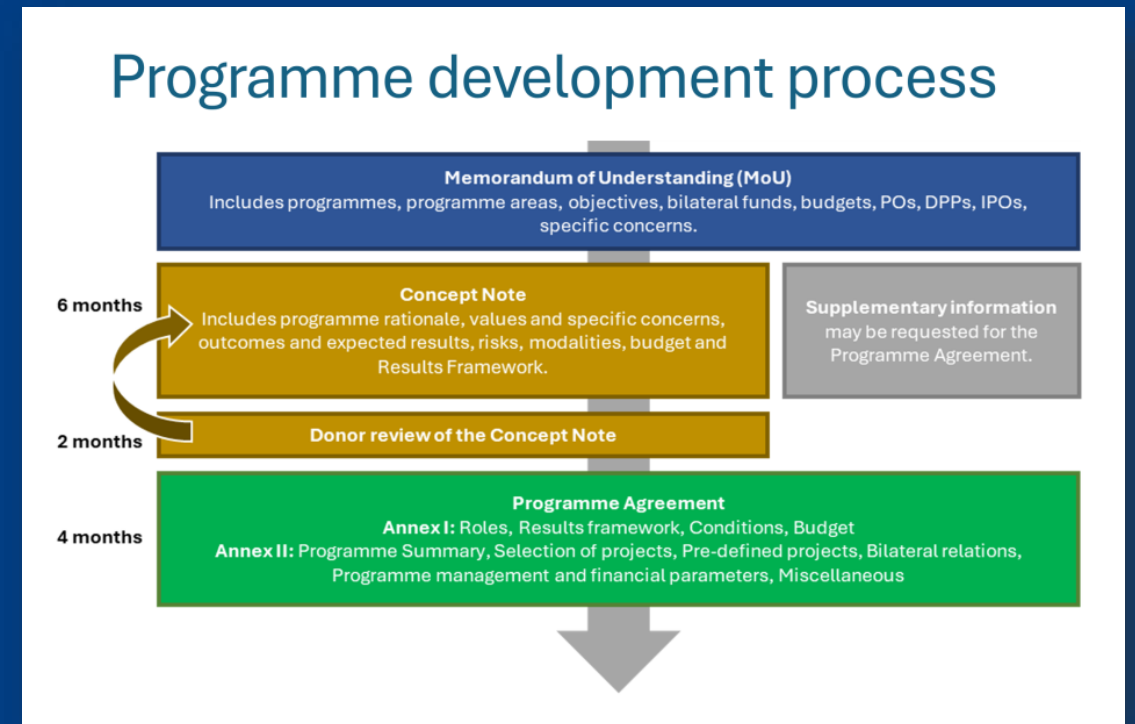 Programme development process
Memorandum of Understanding (MoU)
Includes programmes, programme areas, objectives, bilateral funds, budgets, POs, DPPs, IPOs,
specific concerns.
6 months
Concept Note
Includes programme rationale, values and specific concerns,
outcomes and expected results, risks, modalities, budget and
Results Framework.
Supplementary information
may be requested for the
Programme Agreement.
2 months
Donor review of the Concept Note
4 months
Programme Agreement
Annex I: Roles, Results framework, Conditions, Budget
Annex II: Programme Summary, Selection of projects, Pre-defined projects, Bilateral relations,
Programme management and financial parameters, Miscellaneous